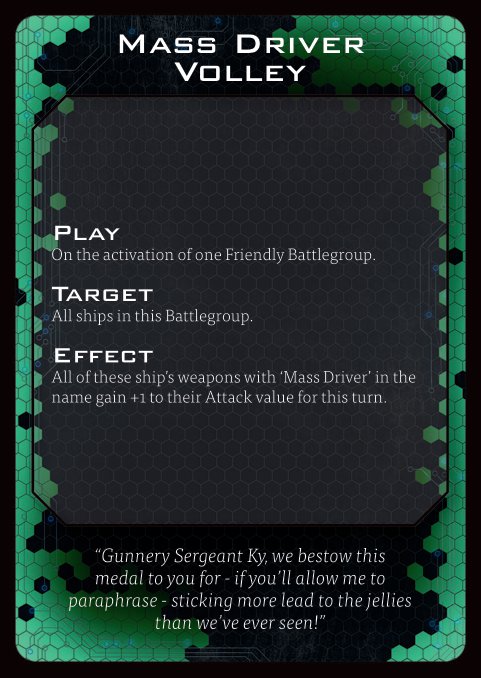 Mass Driver
Volley
Play
On the activation of one Friendly Battlegroup.
Target
All ships in this Battlegroup.
Effect
All of these ship's weapons with ‘Mass Driver’ in the
name gain +1 to their Attack value for this turn.
“Gunnery Sergeant Ky, we bestow this
medal to you for - if you'll allow me to
paraphrase - sticking more lead to the jellies
than we've ever seen!”